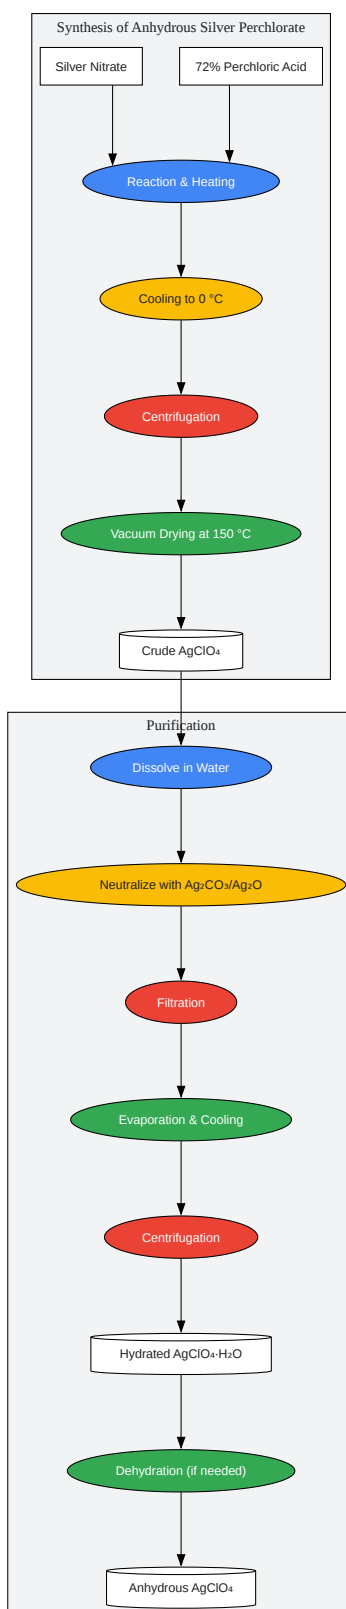 Synthesis of Anhydrous Silver Perchlorate
Silver Nitrate
72% Perchloric Acid
Reaction & Heating
Cooling to 0 °C
Centrifugation
Vacuum Drying at 150 °C
Crude AgClO₄
Purification
Dissolve in Water
Neutralize with Ag₂CO₃/Ag₂O
Filtration
Evaporation & Cooling
Centrifugation
Hydrated AgClO₄·H₂O
Dehydration (if needed)
Anhydrous AgClO₄